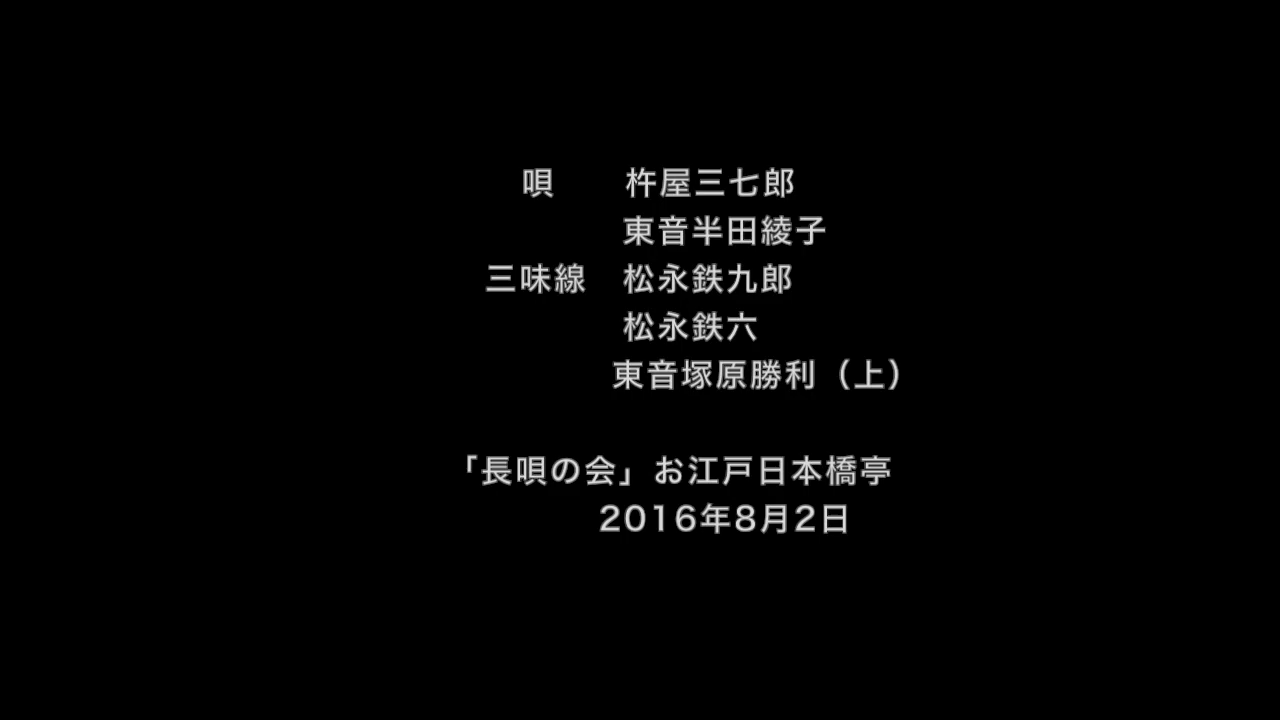 唄　　杵屋三七郎
東音半田綾子
三味線　松永鉄九郎
松永鉄六
東音塚原勝利（上）
「長唄の会」お江戸日本橋亭
2016年8月2日